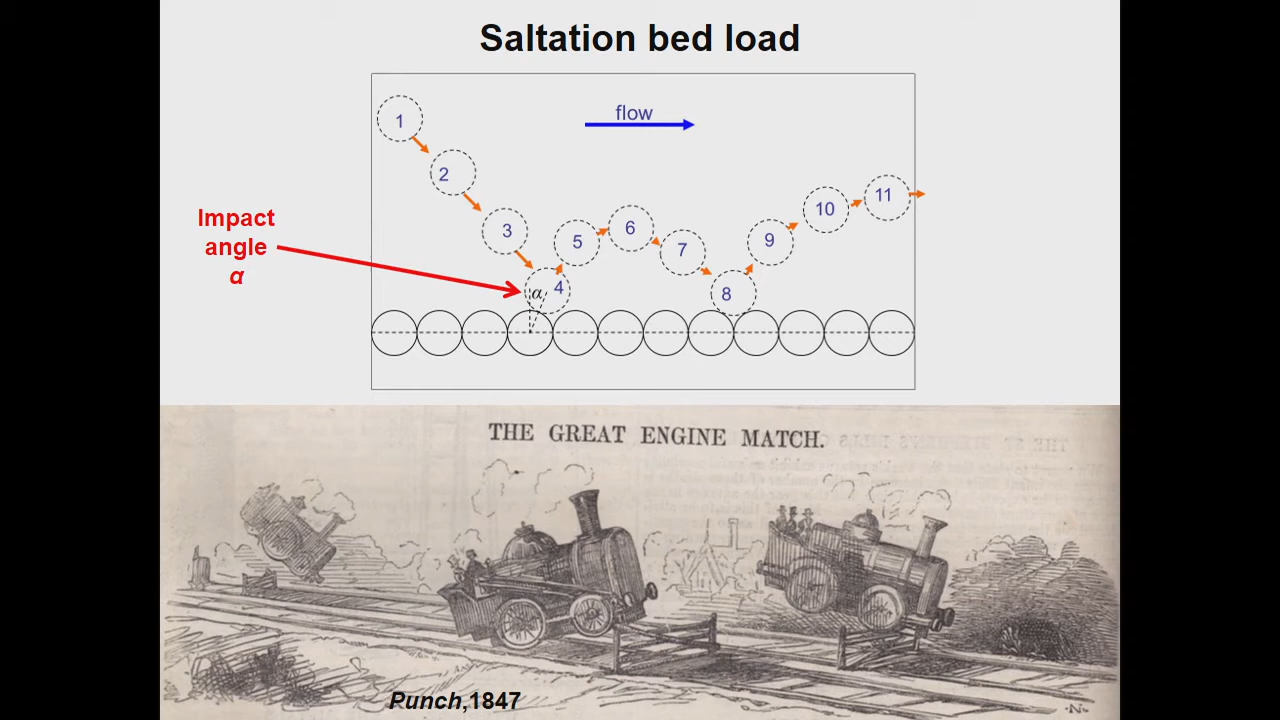 Saltation bed load
flow
1
2
3
4
5
6
7
8
9
10
11
α
Impact
angle
α
THE GREAT ENGINE MATCH.
Punch,1847
·N·